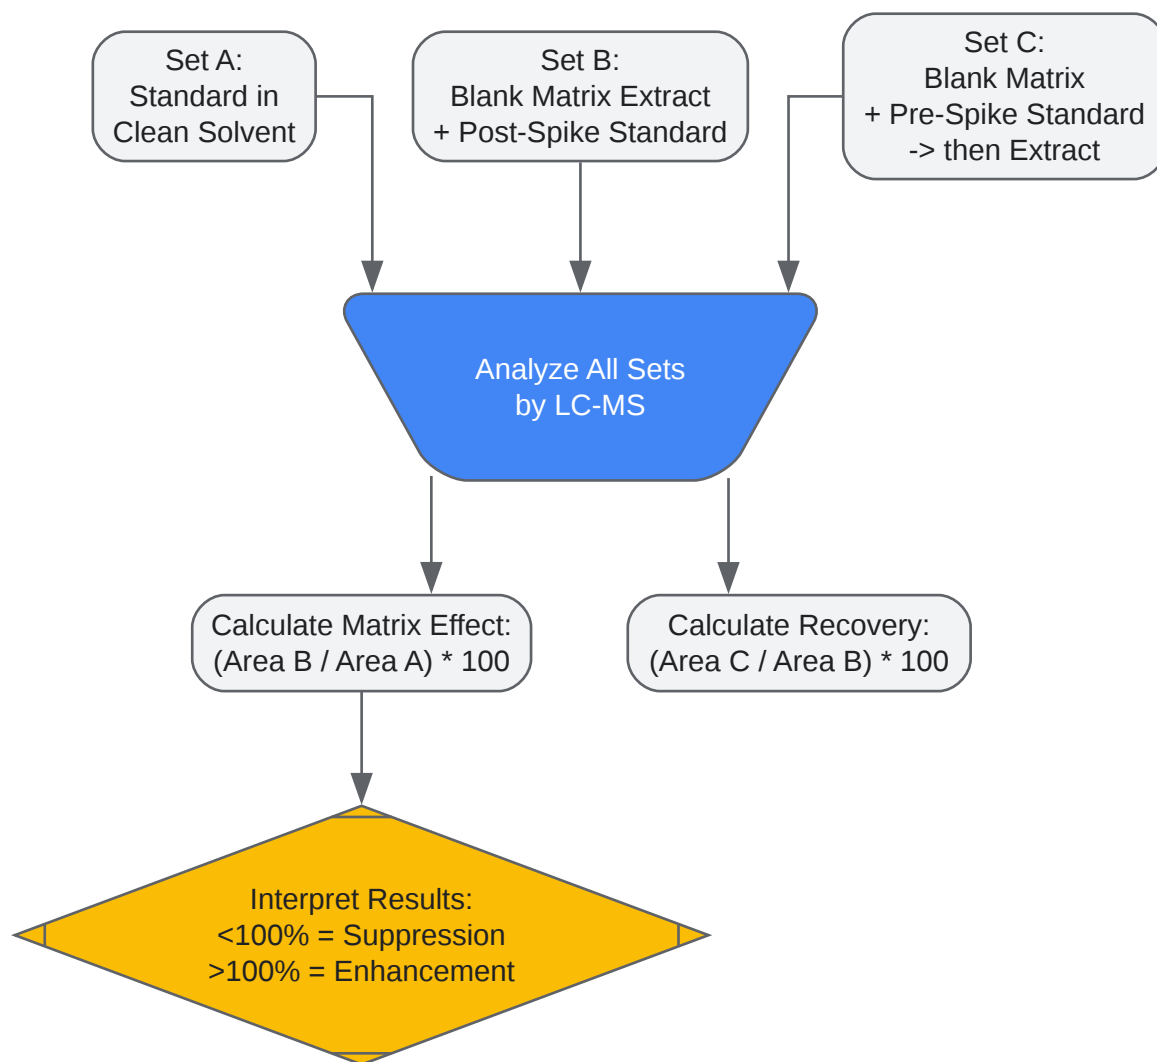 Set A:
Standard in
Clean Solvent
Set B:
Blank Matrix Extract
+ Post-Spike Standard
Set C:
Blank Matrix
+ Pre-Spike Standard
-> then Extract
Analyze All Sets
by LC-MS
Calculate Matrix Effect:
(Area B / Area A) * 100
Calculate Recovery:
(Area C / Area B) * 100
Interpret Results:
<100% = Suppression
>100% = Enhancement